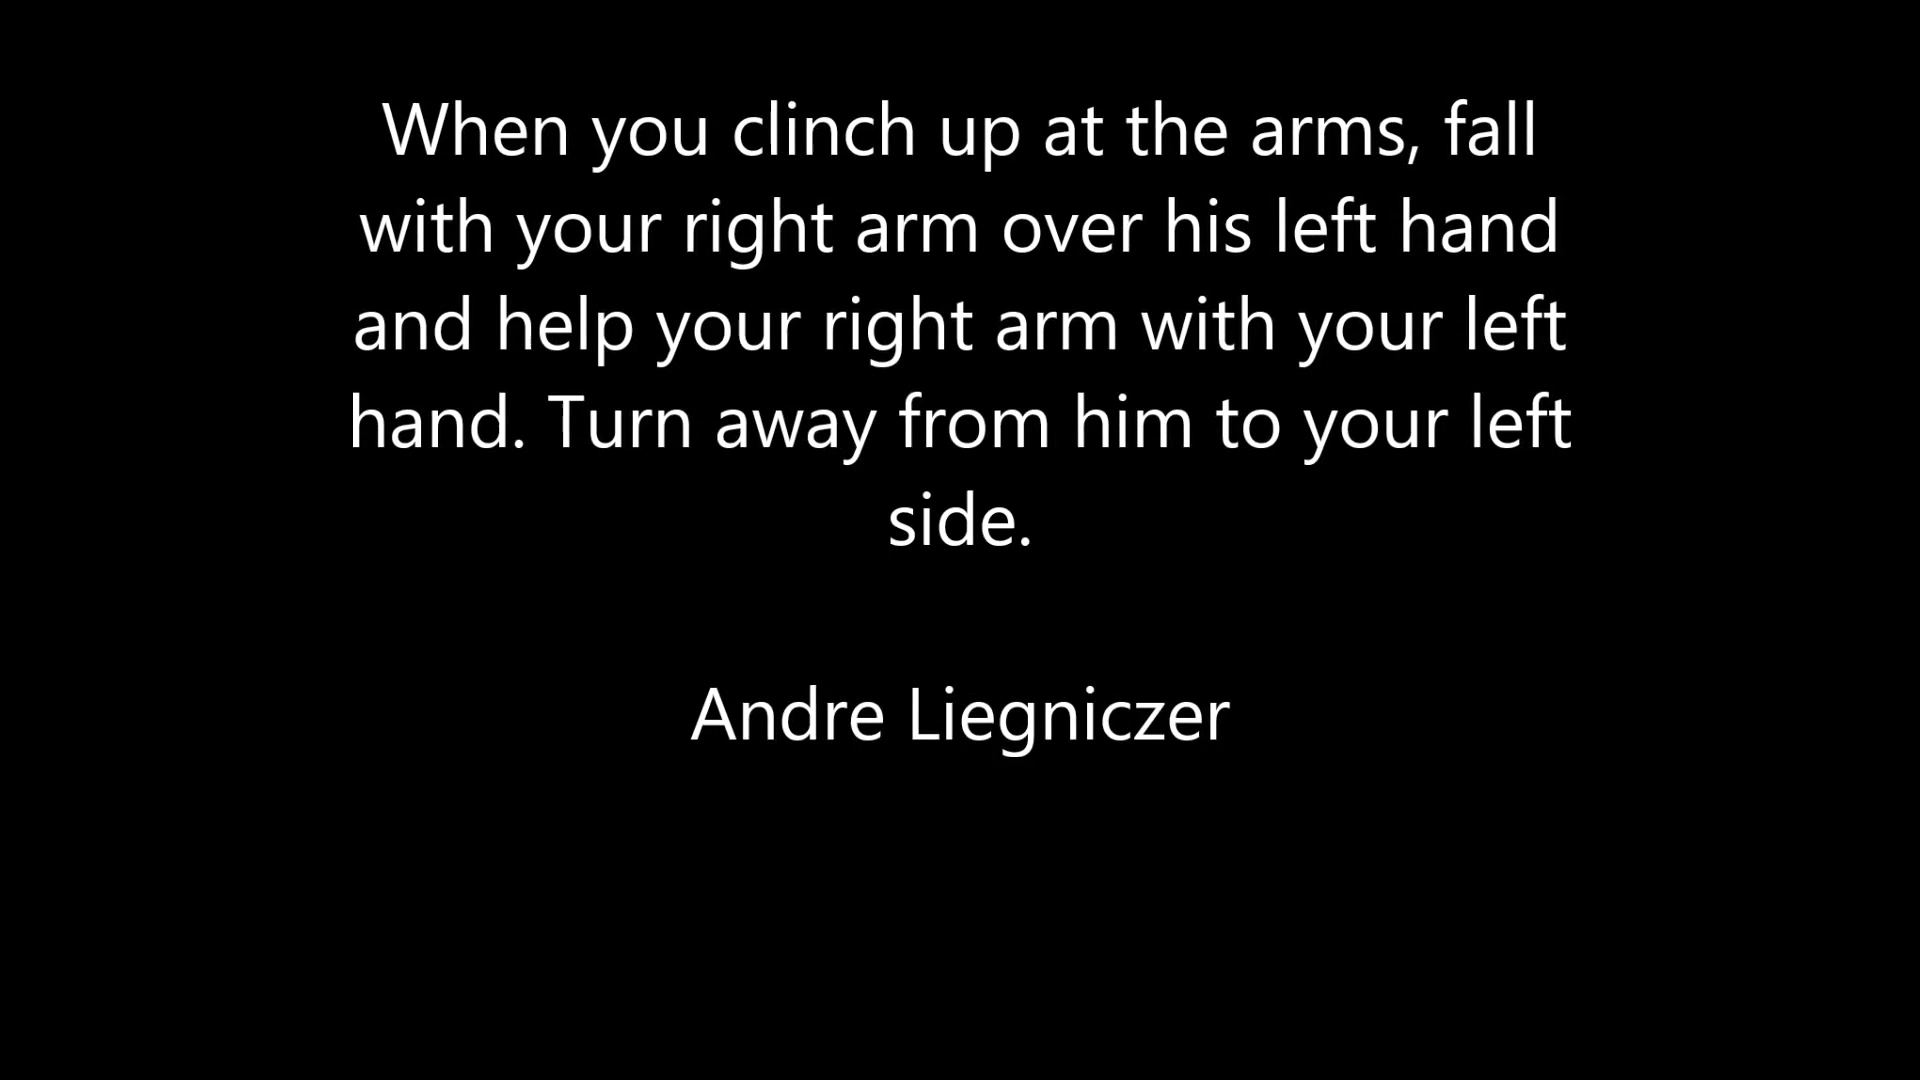 When you clinch up at the arms, fall
with your right arm over his left hand
and help your right arm with your left
hand. Turn away from him to your left
side.
Andre Liegniczer